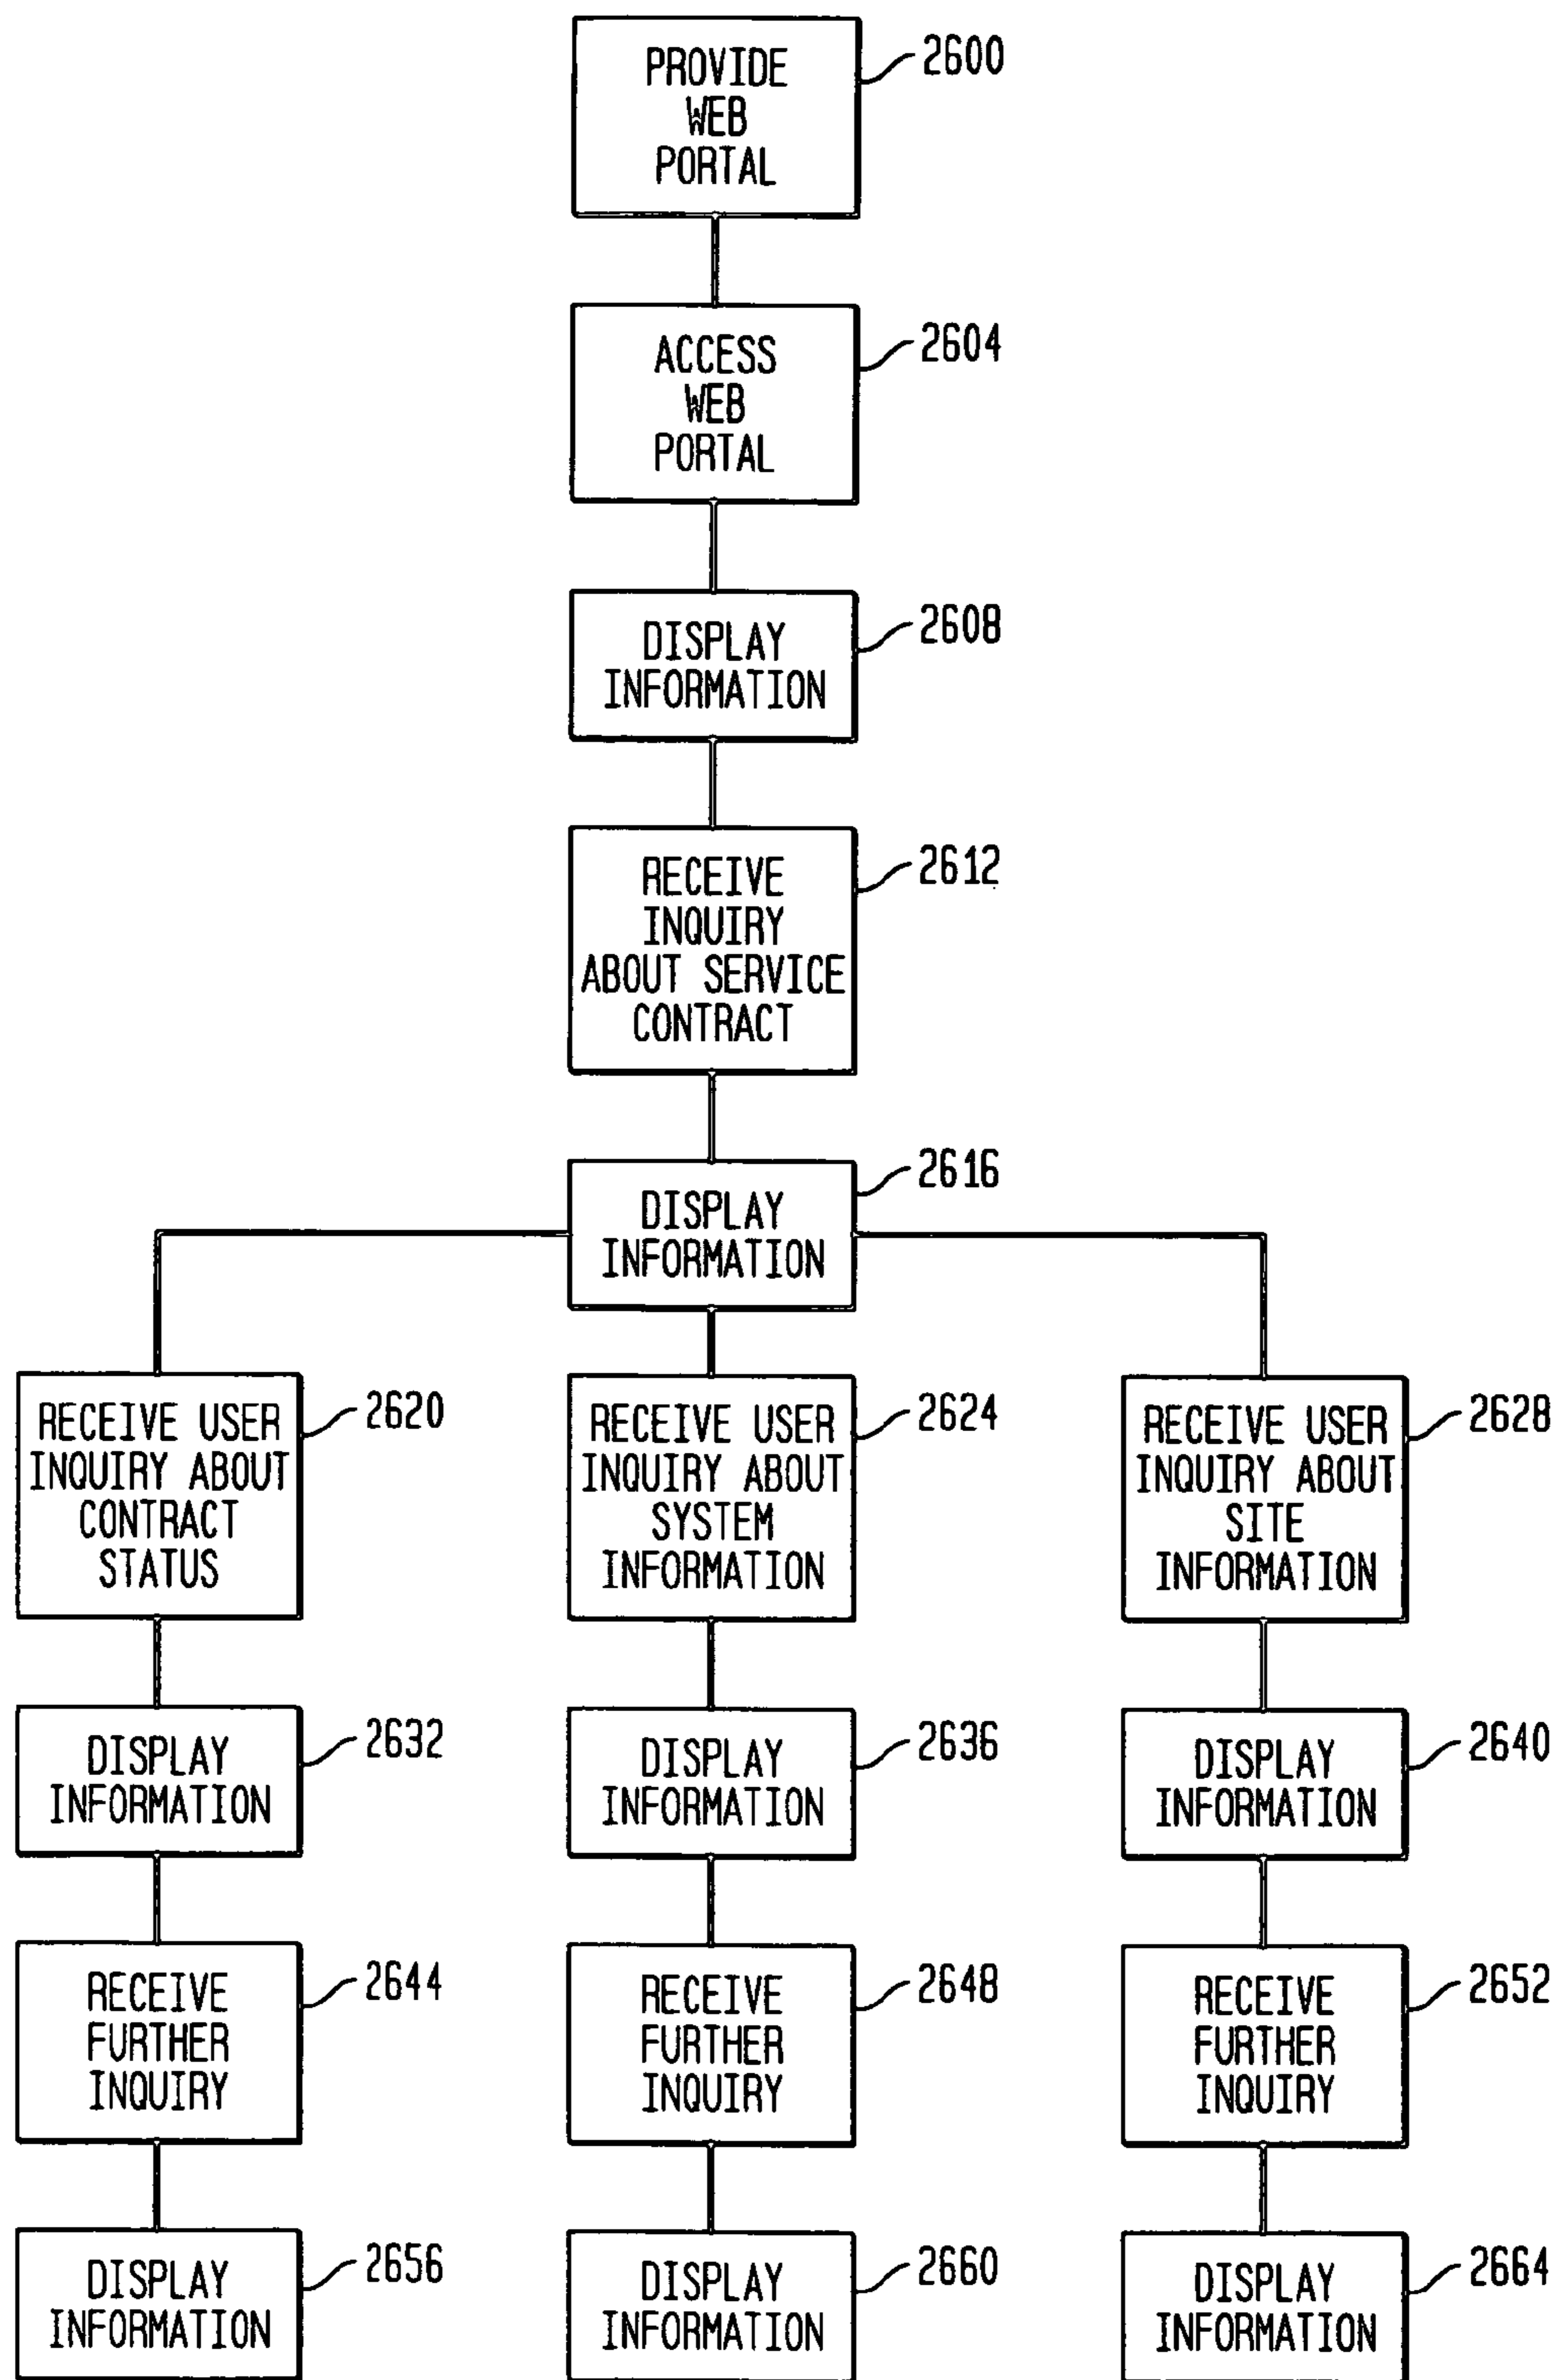 PROVIDE
WEB
PORTAL
2600
ACCESS
WEB
PORTAL
2604
DISPLAY
INFORMATION
2608
RECEIVE
INQUIRY
ABOUT SERVICE
CONTRACT
2612
DISPLAY
INFORMATION
2616
RECEIVE USER
INQUIRY ABOUT
CONTRACT
STATUS
2620
RECEIVE USER
INQUIRY ABOUT
SYSTEM
INFORMATION
2624
RECEIVE USER
INQUIRY ABOUT
SITE
INFORMATION
2628
DISPLAY
INFORMATION
2632
DISPLAY
INFORMATION
2636
DISPLAY
INFORMATION
2640
RECEIVE
FURTHER
INQUIRY
2644
RECEIVE
FURTHER
INQUIRY
2648
RECEIVE
FURTHER
INQUIRY
2652
DISPLAY
INFORMATION
2656
DISPLAY
INFORMATION
2660
DISPLAY
INFORMATION
2664